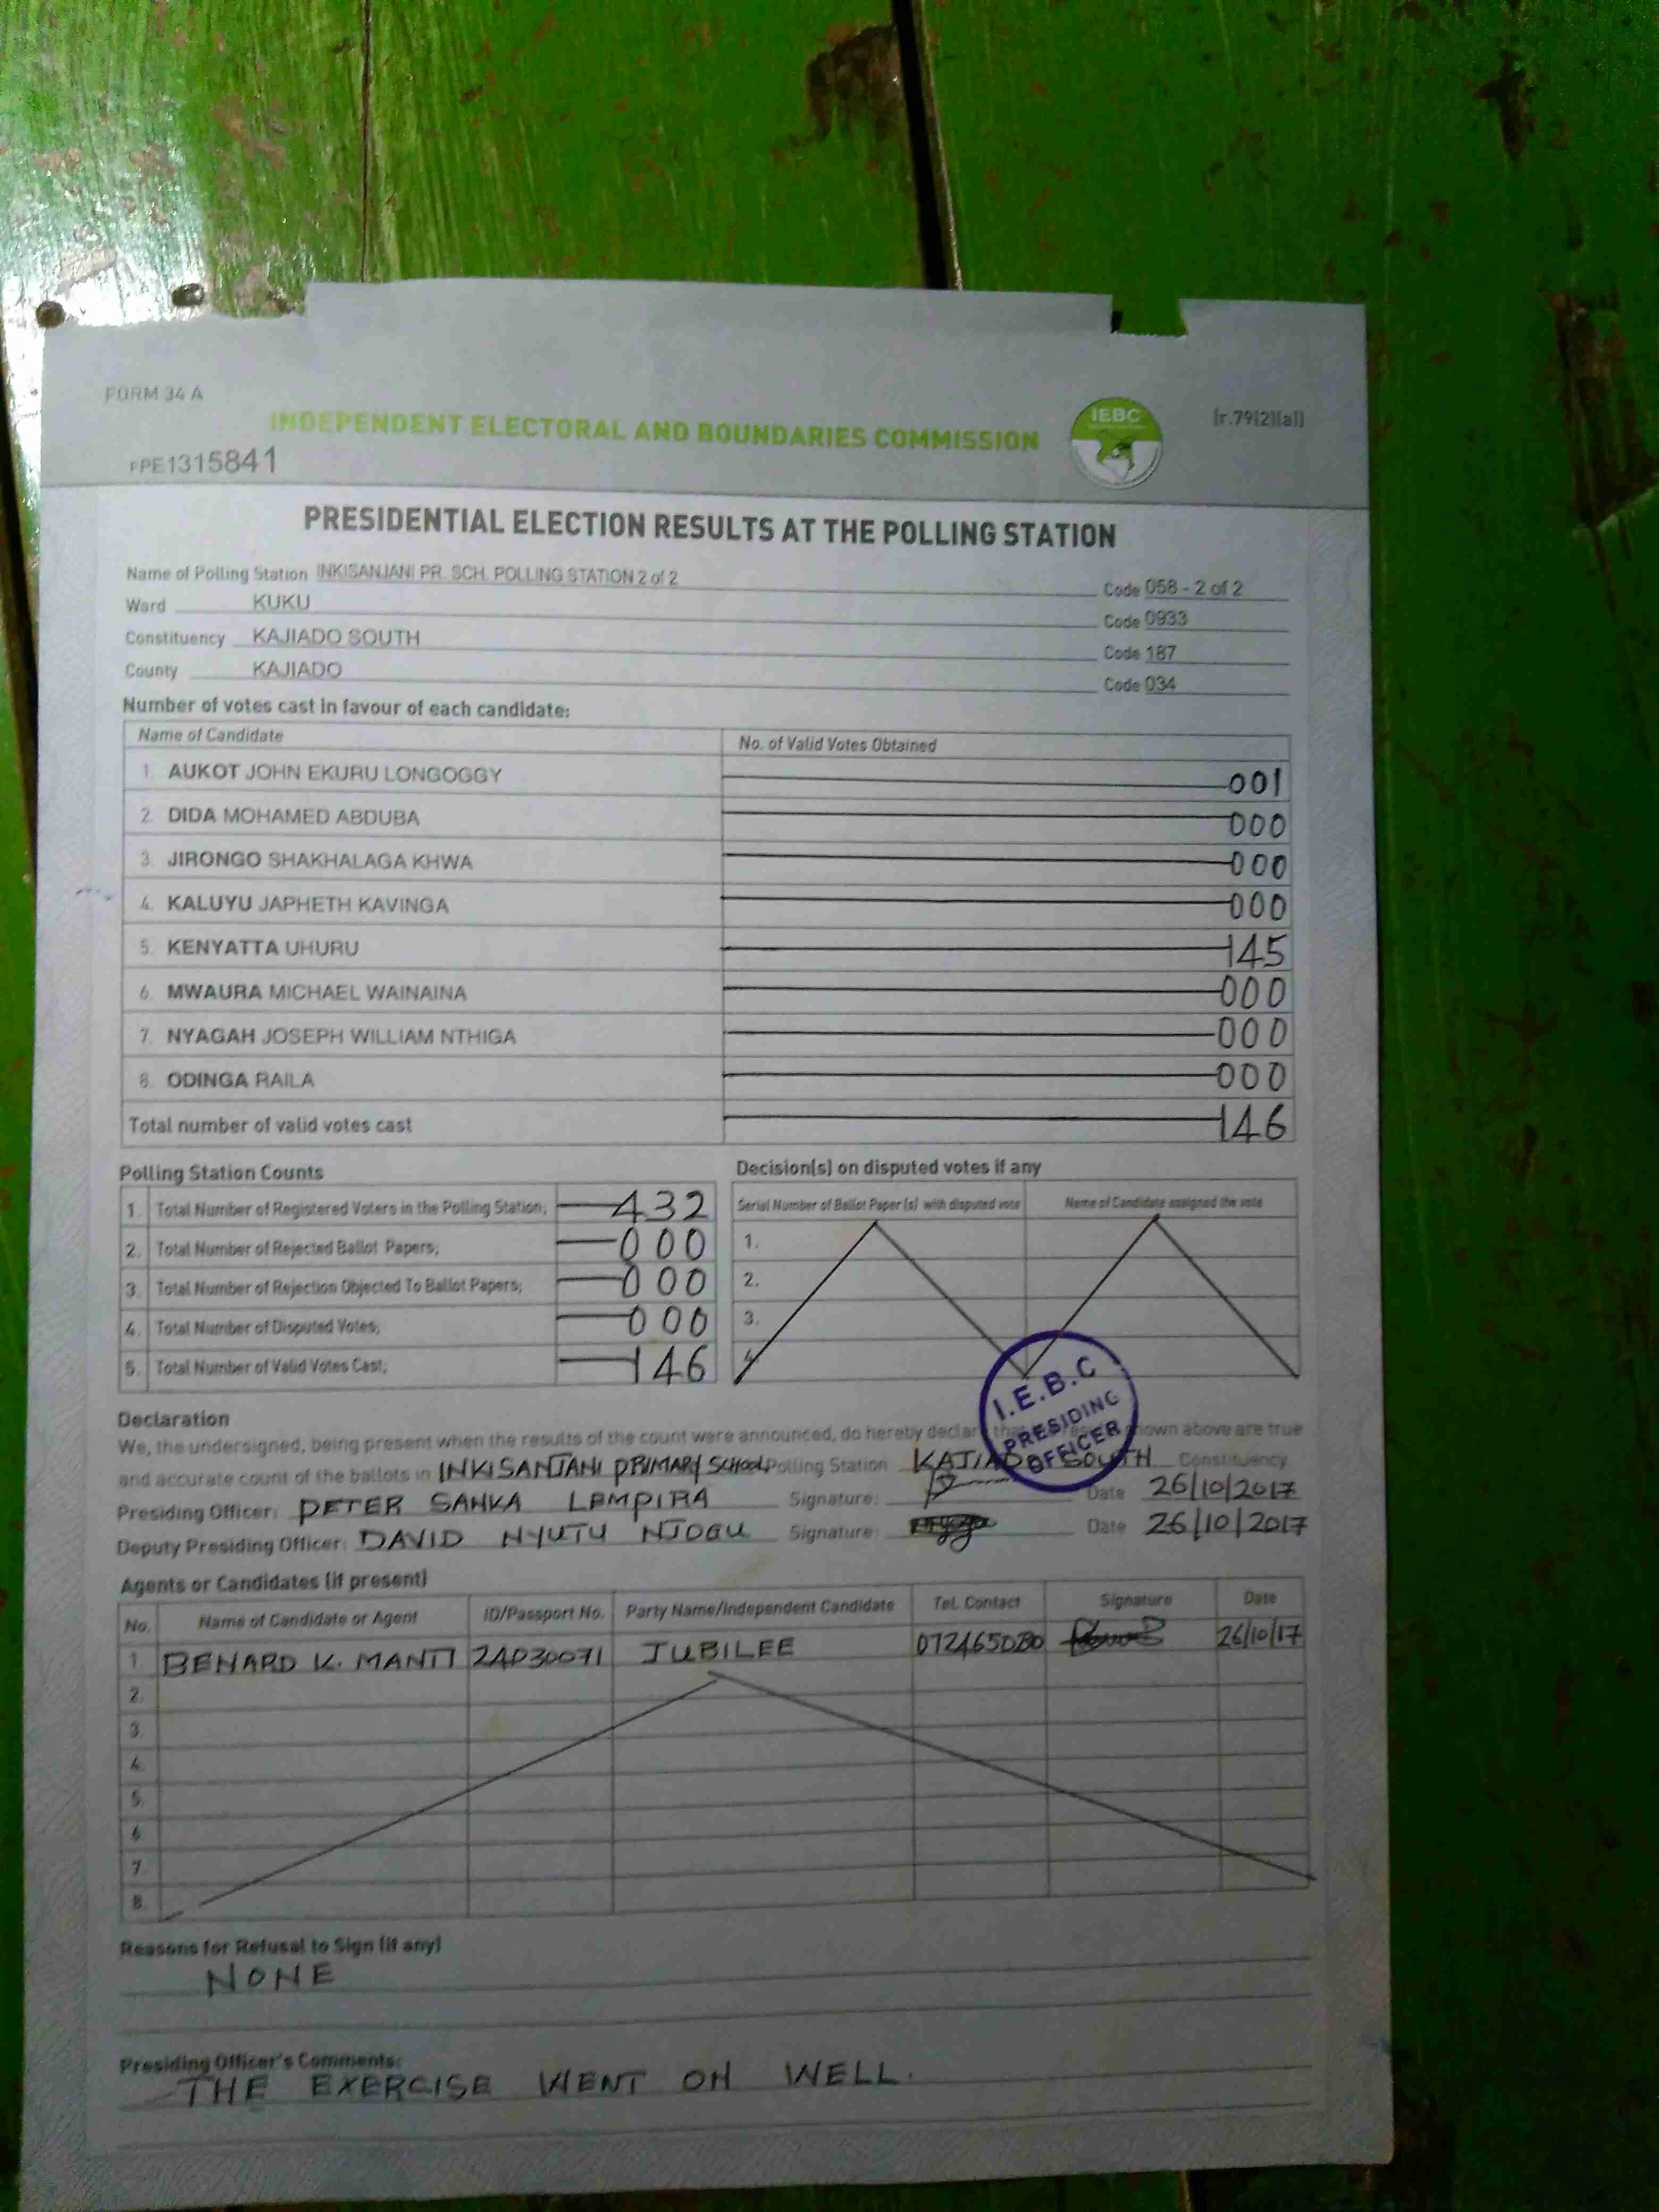 FORM 34 A
INDEPENDENT ELECTORAL AND BOUNDARIES COMMISSION
IEBC
(r.79(2)(a))
FPE1315841
PRESIDENTIAL ELECTION RESULTS AT THE POLLING STATION
Name of Polling Station INKISANJANI PR. SCH. POLLING STATION 2 of 2 Code 058 - 2 of 2
Ward KUKU Code 0933
Constituency KAJIADO SOUTH Code 187
County KAJIADO Code 034
Number of votes cast in favour of each candidate:
Name of Candidate No. of Valid Votes Obtained
1. AUKOT JOHN EKURU LONGOGGY 001
2. DIDA MOHAMED ABDUBA 000
3. JIRONGO SHAKHALAGA KHWA 000
4. KALUYU JAPHETH KAVINGA 000
5. KENYATTA UHURU 145
6. MWAURA MICHAEL WAINAINA 000
7. NYAGAH JOSEPH WILLIAM NTHIGA 000
8. ODINGA RAILA 000
Total number of valid votes cast 146
Polling Station Counts
1. Total Number of Registered Voters in the Polling Station; 432
2. Total Number of Rejected Ballot Papers; 000
3. Total Number of Rejection Objected To Ballot Papers; 000
4. Total Number of Disputed Votes; 000
5. Total Number of Valid Votes Cast; 146
Decision(s) on disputed votes if any
Serial Number of Ballot Paper (s) with disputed vote Name of Candidate assigned the vote
1.
2.
3.
4.
I.E.B.C
PRESIDING
OFFICER
Declaration
We, the undersigned, being present when the results of the count were announced, do hereby declare above are true
and accurate count of the ballots in INKISANJANI PRIMARY SCHOOL Polling Station KAJIADO SOUTH Constituency
Presiding Officer: PETER SANKA LEMPIRA Signature: Date 26/10/2017
Deputy Presiding Officer: DAVID NYUTU NJOGU Signature: Date 26/10/2017
Agents or Candidates (if present)
No. Name of Candidate or Agent ID/Passport No. Party Name/Independent Candidate Tel. Contact Signature Date
1 BENARD K. 24030071 JUBILEE 26/10/17
2.
3.
4.
5.
6.
7.
8.
Reasons for Refusal to Sign (if any)
NONE
Presiding Officer's Comments:
THE EXERCISE WENT ON WELL.